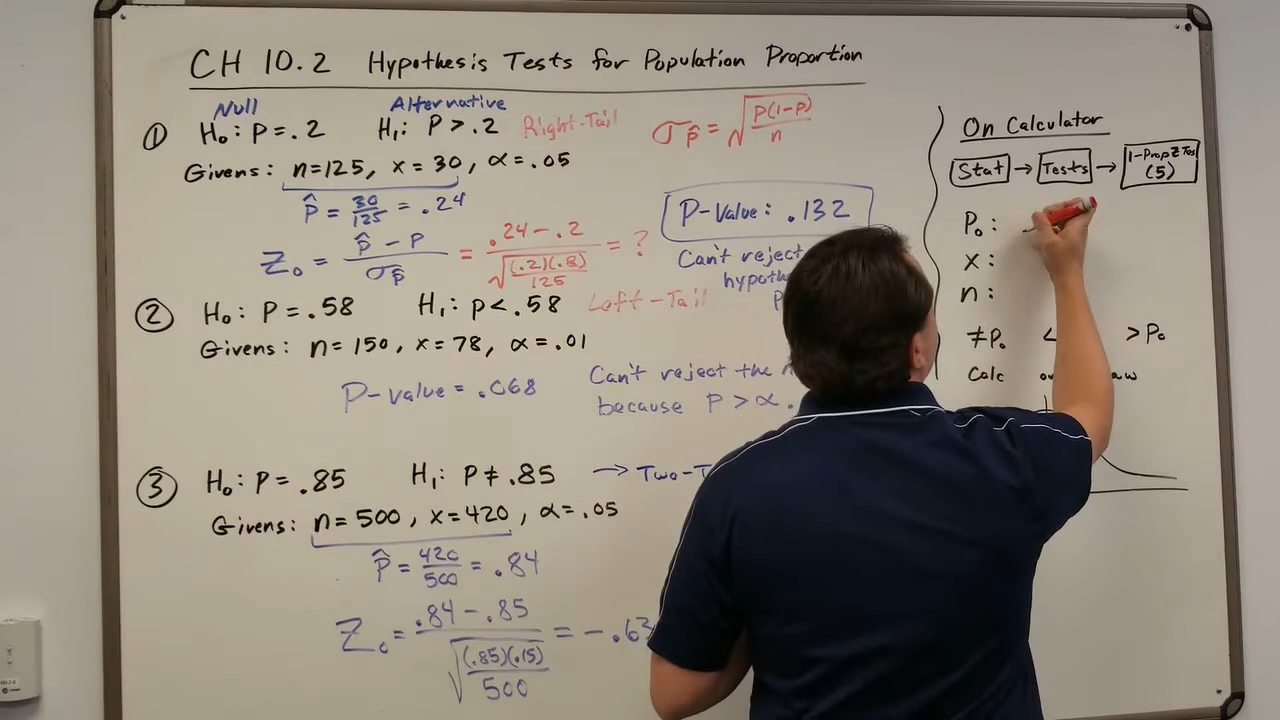 CH 10.2 Hypothesis Tests for Population Proportion
Null Alternative
① H₀: P = .2 H₁: P > .2 Right-Tail
σp̂ = √(P(1-P)/n)
Givens: n=125, x=30, α=.05
p̂ = 30/125 = .24
P-Value: .132
Z₀ = (p̂ - P)/σp̂ = (.24 - .2)/√((.2)(.8)/125) = ?
Can't reject
② H₀: P = .58 H₁: P < .58 Left-Tail
Givens: n=150, x=78, α=.01
P-value = .068
Can't reject the
because P > α.
③ H₀: P = .85 H₁: P ≠ .85 →
Givens: n=500, x=420, α=.05
p̂ = 420/500 = .84
Z₀ = (.84 - .85)/√((.85)(.15)/500) = -.6
On Calculator
Stat → Tests → 1-PropZTes (5)
P₀:
x:
n:
≠P₀ < >P₀
Calc